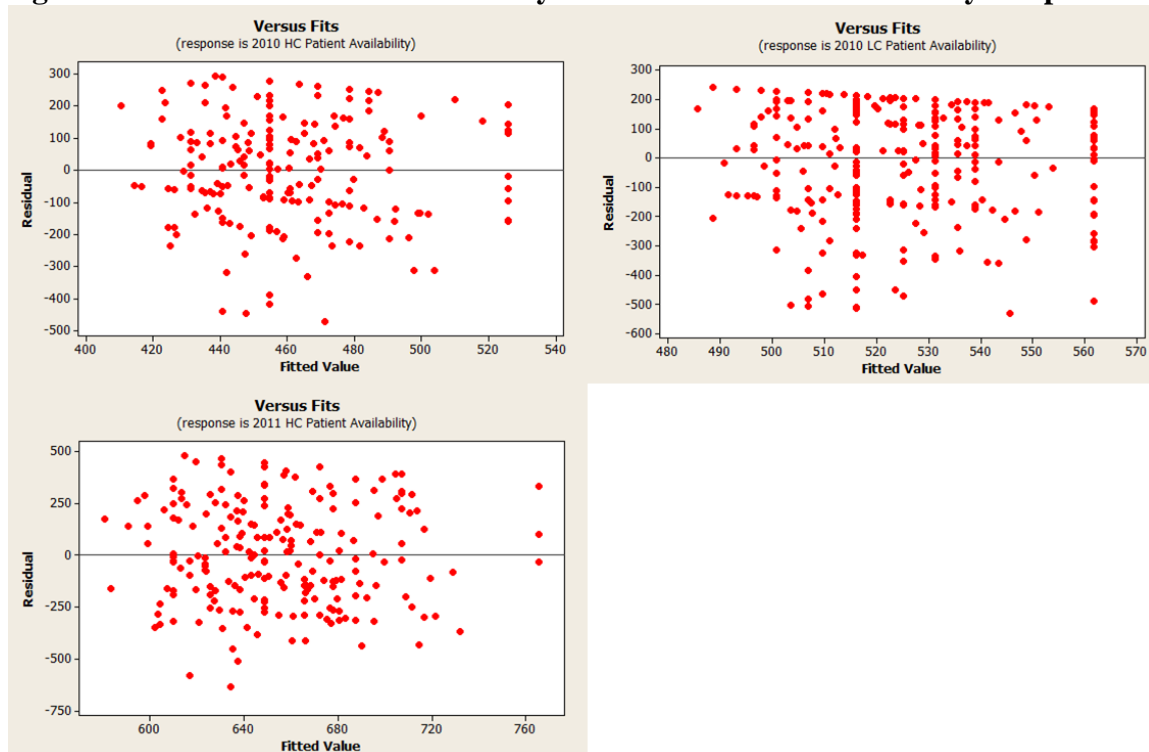 Versus Fits
(response is 2010 HC Patient Availability)
300
200
100
0
-100
-200
-300
-400
-500
400 420 440 460 480 500 520 540
Residual
Fitted Value
Versus Fits
(response is 2010 LC Patient Availability)
300
200
100
0
-100
-200
-300
-400
-500
-600
480 490 500 510 520 530 540 550 560 570
Residual
Fitted Value
Versus Fits
(response is 2011 HC Patient Availability)
500
250
0
-250
-500
-750
600 640 680 720 760
Residual
Fitted Value